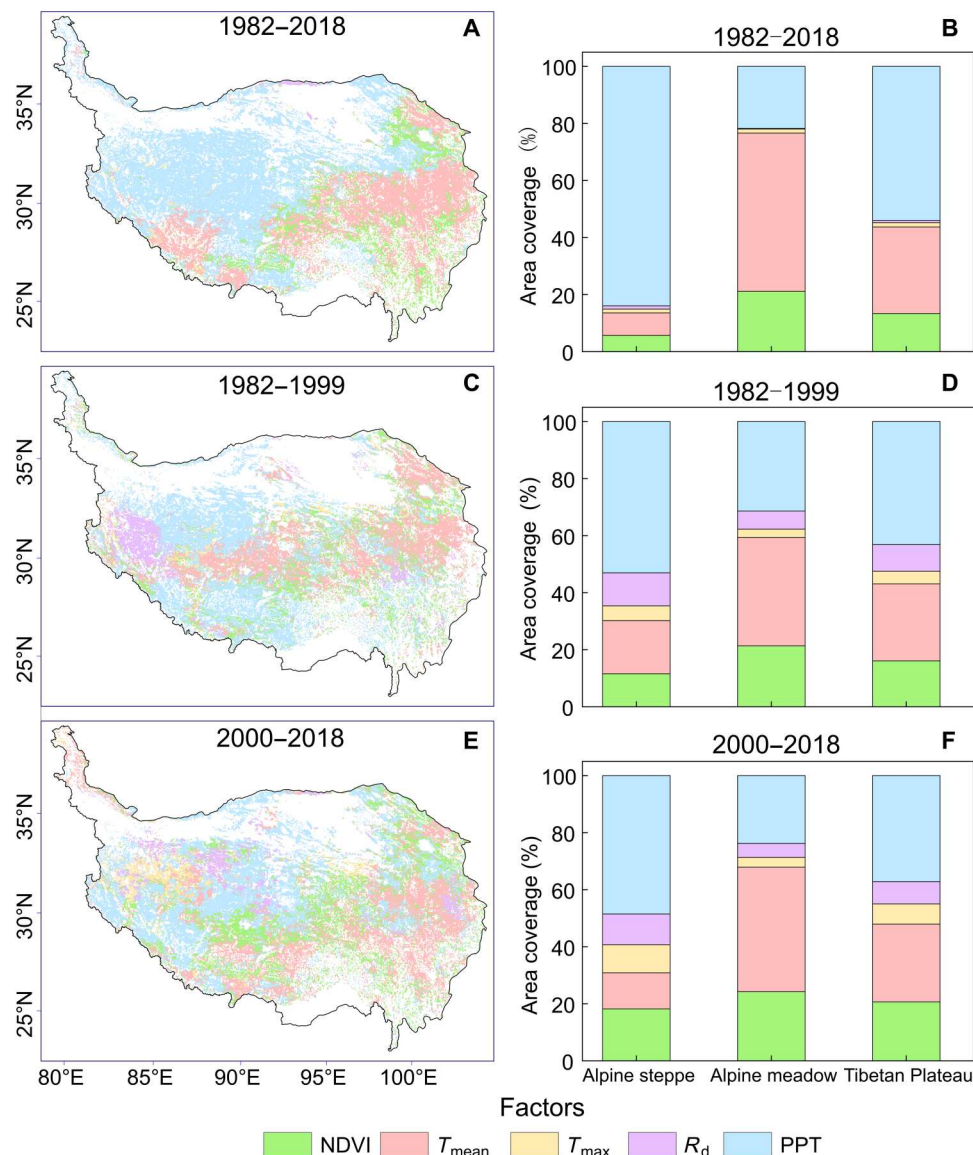 1982–2018 A
35°N
30°N
25°N
1982–2018 B
Area coverage (%)
100
80
60
40
20
0
1982–1999 C
35°N
30°N
25°N
1982–1999 D
Area coverage (%)
100
80
60
40
20
0
2000–2018 E
35°N
30°N
25°N
80°E 85°E 90°E 95°E 100°E
2000–2018 F
Area coverage (%)
100
80
60
40
20
0
Alpine steppe Alpine meadow Tibetan Plateau
Factors
NDVI Tmean Tmax Rd PPT